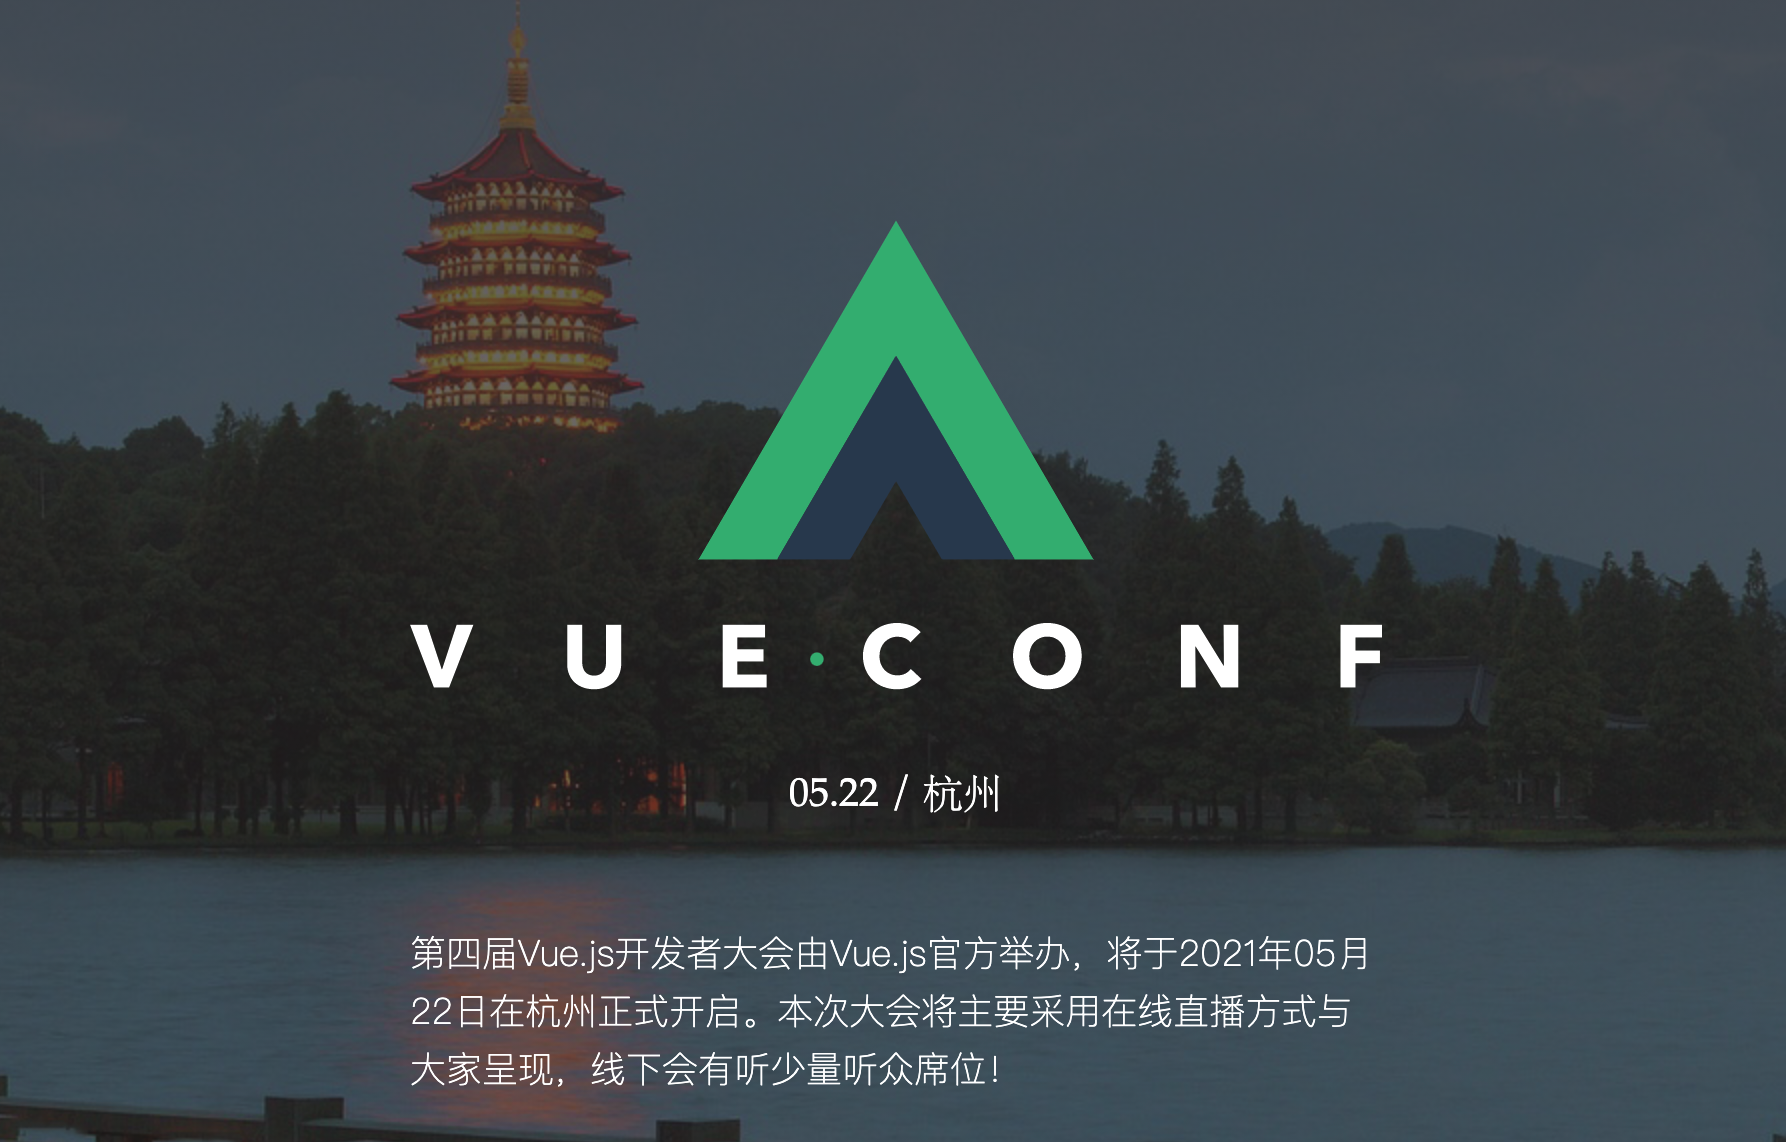 VUE·CONF
05.22 / 杭州
第四届Vue.js开发者大会由Vue.js官方举办，将于2021年05月
22日在杭州正式开启。本次大会将主要采用在线直播方式与
大家呈现，线下会有听少量听众席位！